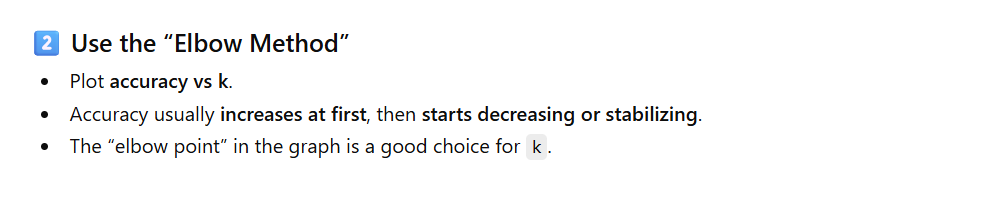 2️⃣ Use the “Elbow Method”
• Plot accuracy vs k.
• Accuracy usually increases at first, then starts decreasing or stabilizing.
• The “elbow point” in the graph is a good choice for k.